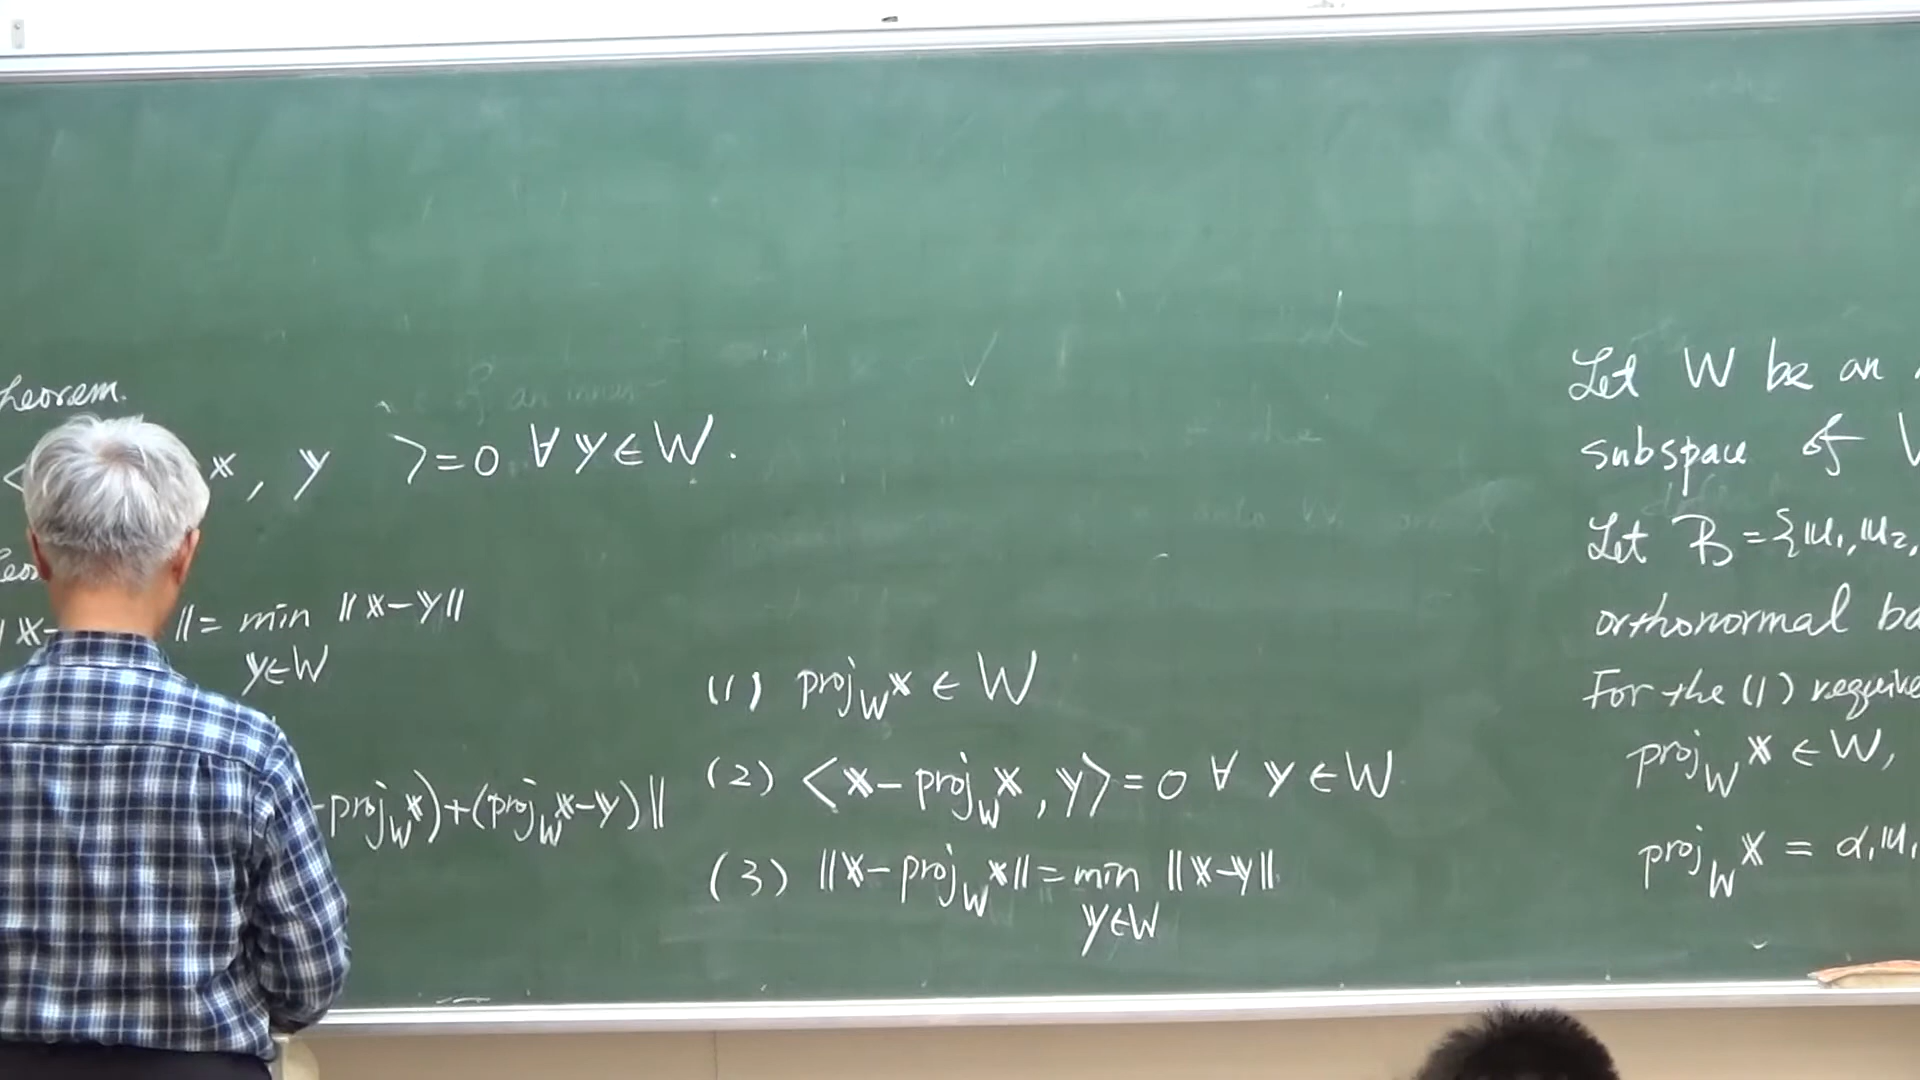 heorem.
x, y >=0 ∀ y∈W.
‖= min ‖x-y‖
y∈W
-proj_W x)+(proj_W x-y)‖
(1) proj_W x ∈ W
(2) <x-proj_W x, y>=0 ∀ y∈W
(3) ‖x-proj_W x‖=min ‖x-y‖
y∈W
Let W be an
subspace of V
Let B={u₁,u₂,
orthonormal ba
For the (1) require
proj_W x ∈W,
proj_W x = α₁u₁